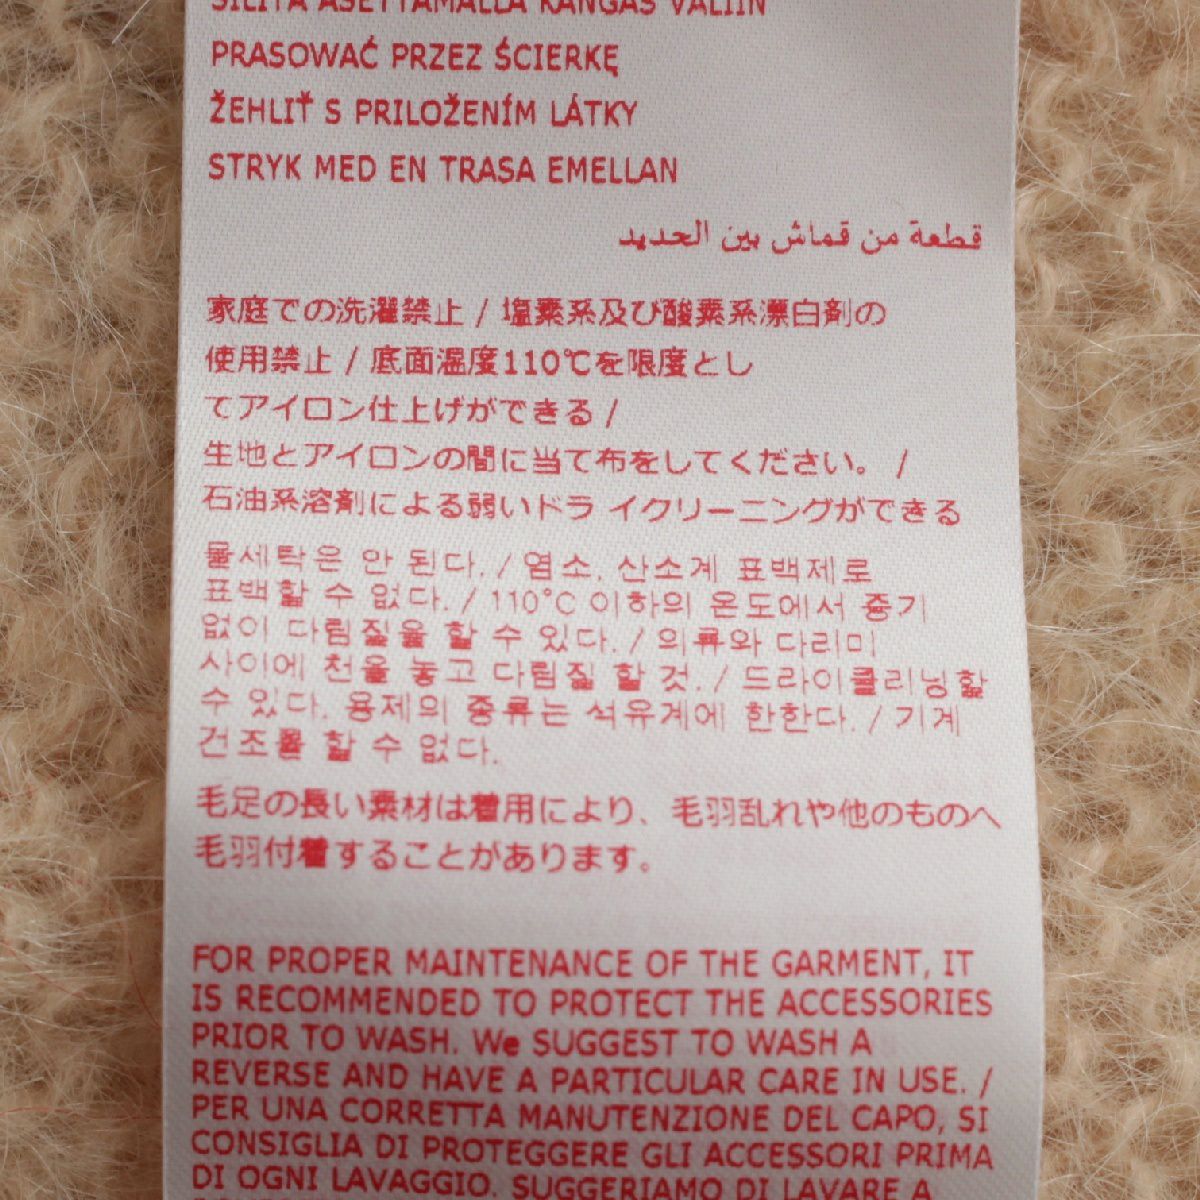 SILITÄ ASETTAMALLA KANGAS VÄLIIN
PRASOWAĆ PRZEZ ŚCIERKĘ
ŽEHLIŤ S PRILOŽENÍM LÁTKY
STRYK MED EN TRASA EMELLAN
قطعة من قماش بين الحديد
家庭での洗濯禁止 / 塩素系及び酸素系漂白剤の
使用禁止 / 底面温度110℃を限度とし
てアイロン仕上げができる /
生地とアイロンの間に当て布をしてください。 /
石油系溶剤による弱いドラ イクリーニングができる
물세탁은 안 된다. / 염소. 산소계 표백제로
표백할 수 없다. / 110°C 이하의 온도에서 증기
없이 다림질을 할 수 있다. / 의류와 다리미
사이에 천을 놓고 다림질 할 것. / 드라이클리닝할
수 있다. 용제의 종류는 석유계에 한한다. / 기계
건조를 할 수 없다.
毛足の長い素材は着用により、毛羽乱れや他のものへ
毛羽付着することがあります。
FOR PROPER MAINTENANCE OF THE GARMENT, IT
IS RECOMMENDED TO PROTECT THE ACCESSORIES
PRIOR TO WASH. We SUGGEST TO WASH A
REVERSE AND HAVE A PARTICULAR CARE IN USE. /
PER UNA CORRETTA MANUTENZIONE DEL CAPO, SI
CONSIGLIA DI PROTEGGERE GLI ACCESSORI PRIMA
DI OGNI LAVAGGIO. SUGGERIAMO DI LAVARE A